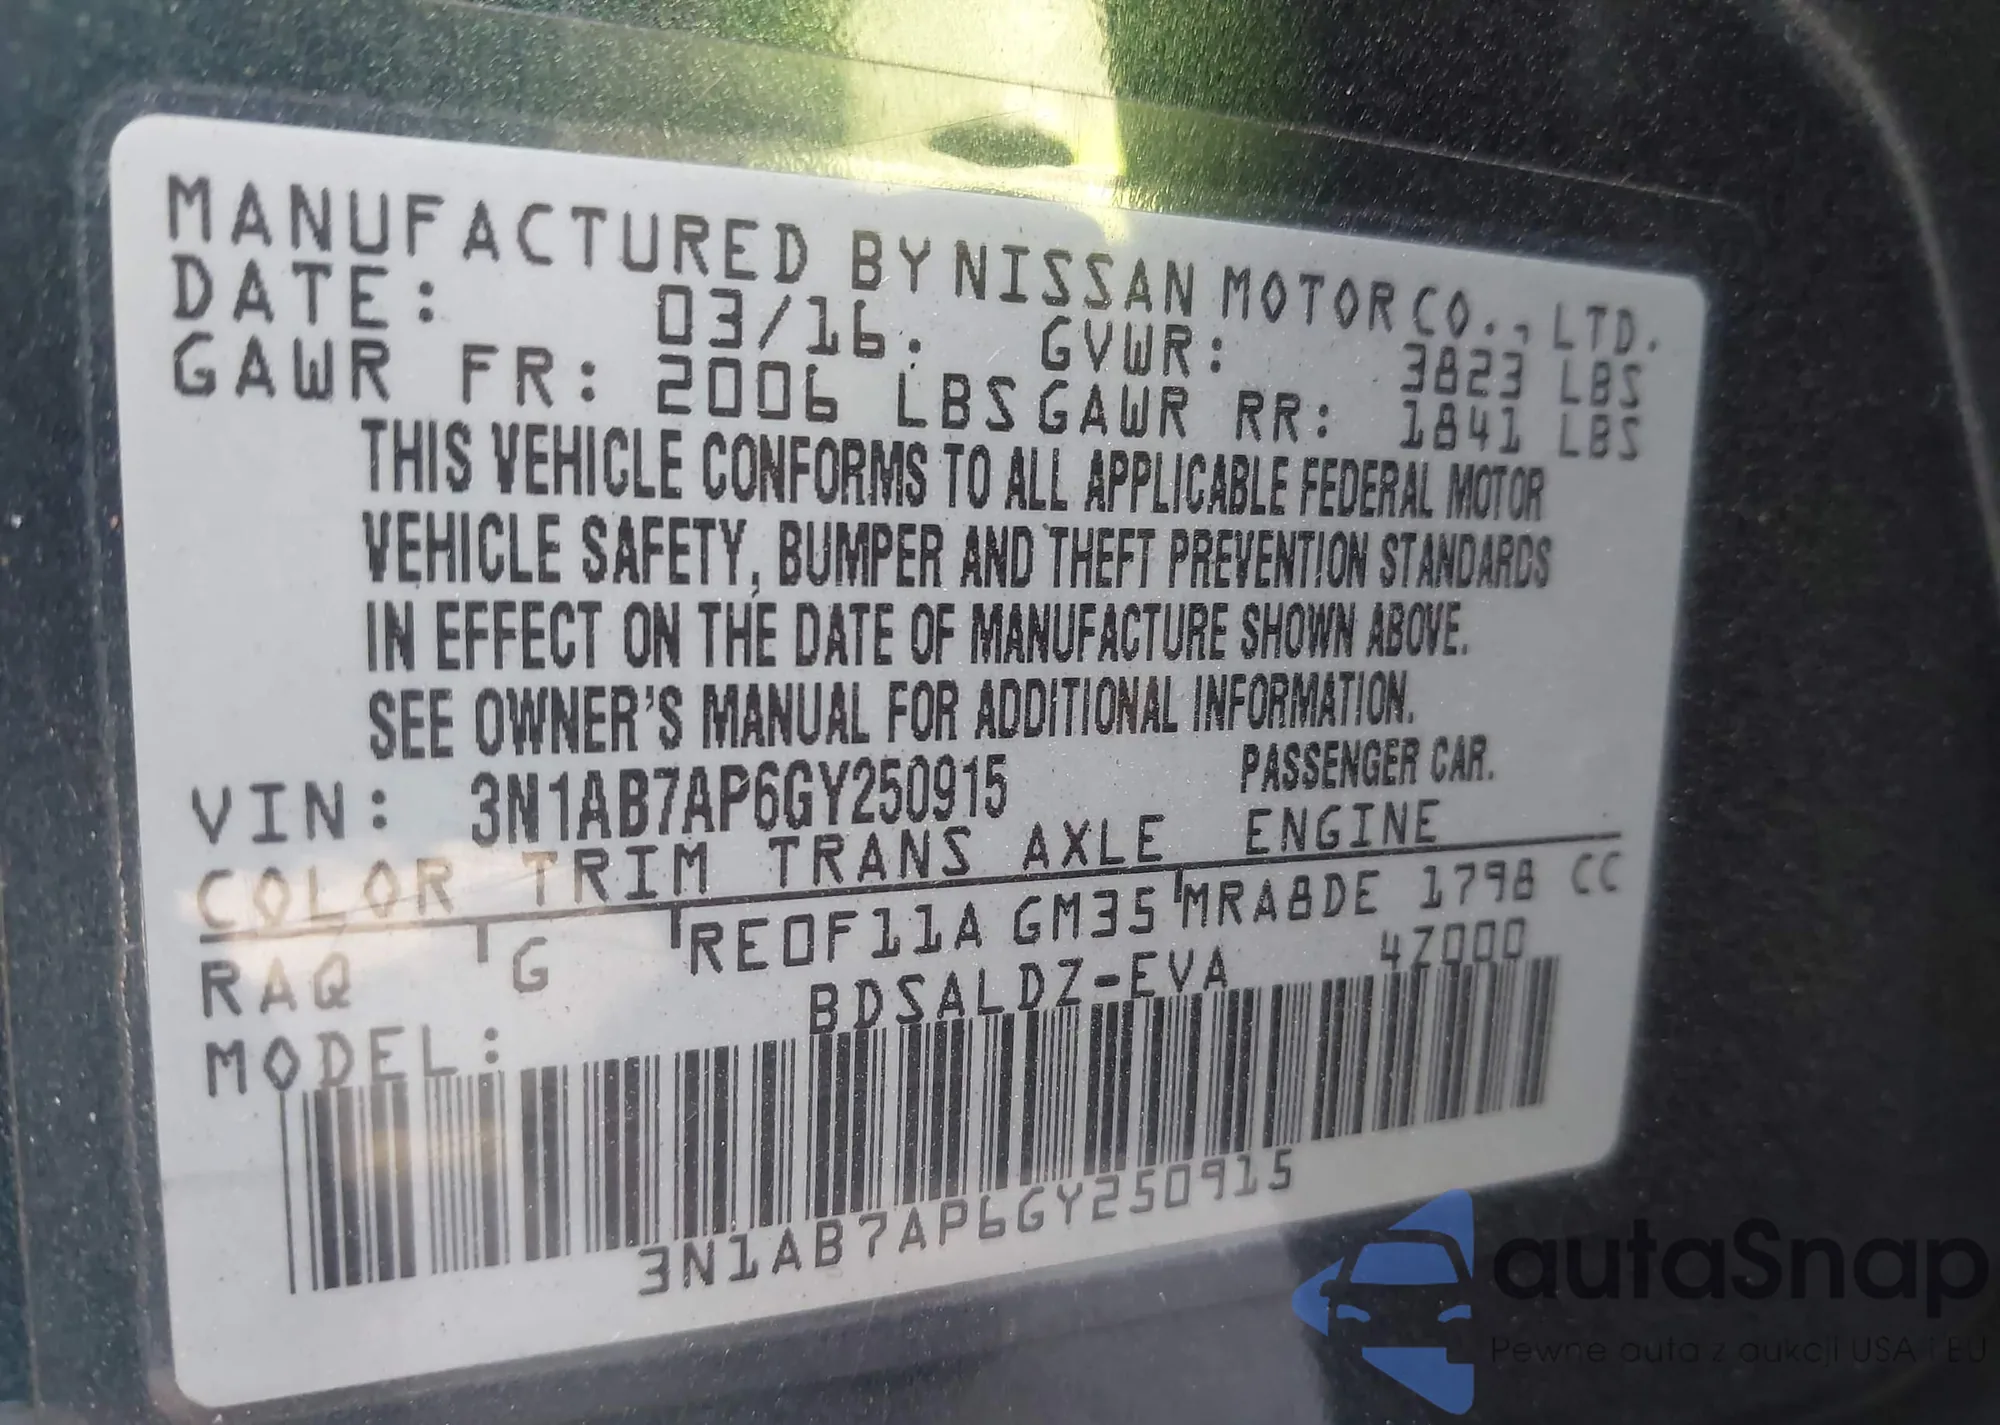 MANUFACTURED BY NISSAN MOTOR CO., LTD.
DATE: 03/16. GVWR: 3823 LBS
GAWR FR: 2006 LBS GAWR RR: 1841 LBS
THIS VEHICLE CONFORMS TO ALL APPLICABLE FEDERAL MOTOR
VEHICLE SAFETY, BUMPER AND THEFT PREVENTION STANDARDS
IN EFFECT ON THE DATE OF MANUFACTURE SHOWN ABOVE.
SEE OWNER'S MANUAL FOR ADDITIONAL INFORMATION.
VIN: 3N1AB7AP6GY250915 PASSENGER CAR.
COLOR TRIM TRANS AXLE ENGINE
RAQ G RE0F11A GM35 MRA8DE 1798 CC
MODEL: BDSALDZ-EVA 4Z000
3N1AB7AP6GY250915
autaSnap
Pewne auta z aukcji USA i EU